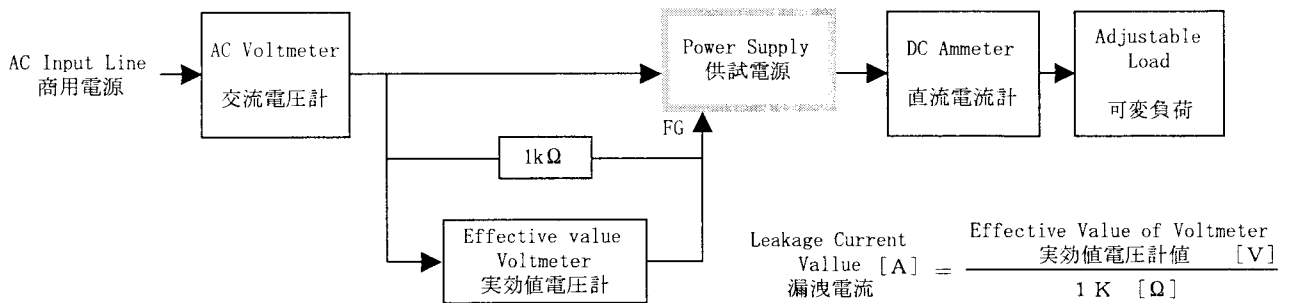 AC Input Line
商用電源
AC Voltmeter
交流電圧計
Power Supply
供試電源
DC Ammeter
直流電流計
Adjustable
Load
可変負荷
FG
1kΩ
Effective value
Voltmeter
実効値電圧計
Leakage Current
Vallue [A] =
漏洩電流
Effective Value of Voltmeter
実効値電圧計値 [V]
1 K [Ω]